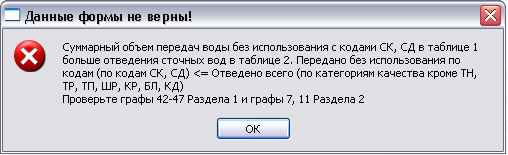 Данные формы не верны!
Суммарный объем передач воды без использования с кодами СК, СД в таблице 1
больше отведения сточных вод в таблице 2. Передано без использования по
кодам (по кодам СК, СД) <= Отведено всего (по категориям качества кроме ТН,
ТР, ТП, ШР, КР, БЛ, КД)
Проверьте графы 42-47 Раздела 1 и графы 7, 11 Раздела 2
OK